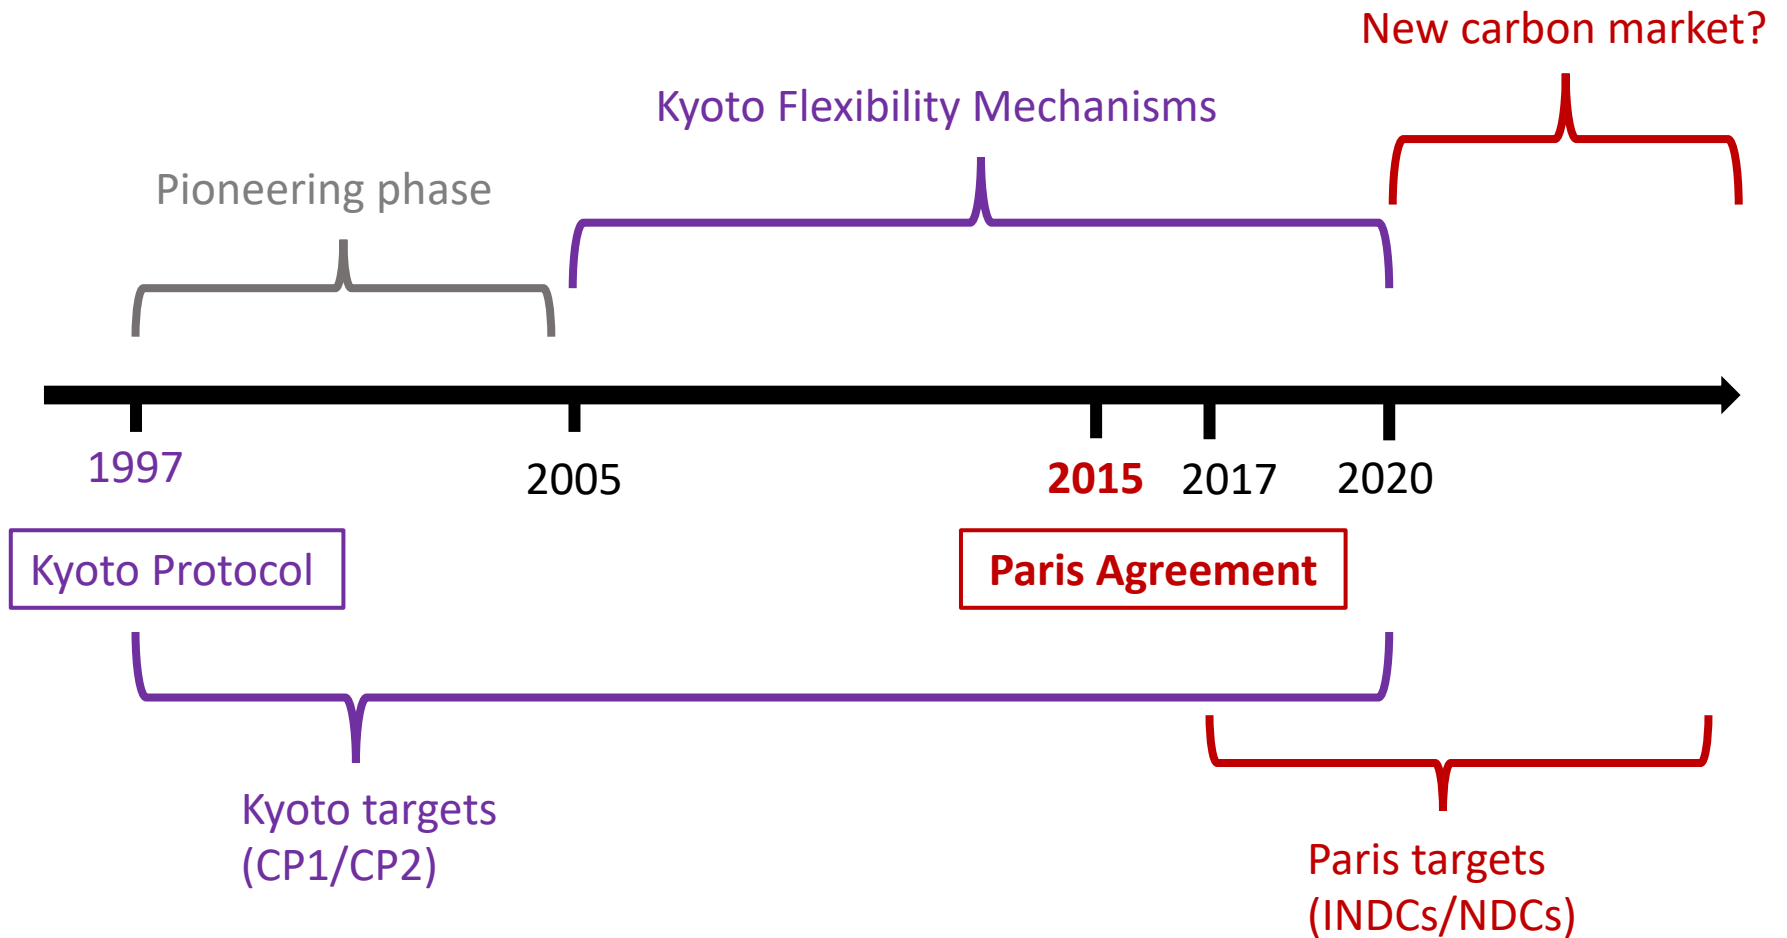 New carbon market?
Kyoto Flexibility Mechanisms
Pioneering phase
1997
2005
2015
2017
2020
Kyoto Protocol
Paris Agreement
Kyoto targets
(CP1/CP2)
Paris targets
(INDCs/NDCs)